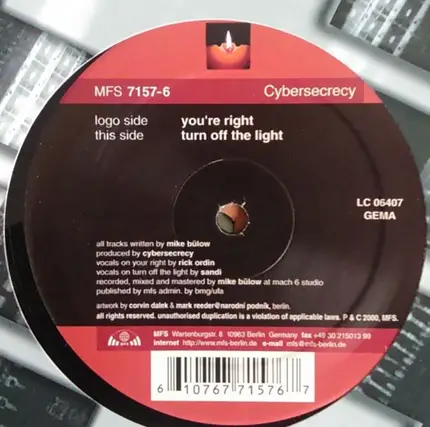 MFS 7157-6 Cybersecrecy
logo side you're right
this side turn off the light
LC 06407
GEMA
all tracks written by mike bülow
produced by cybersecrecy
vocals on your right by rick ordin
vocals on turn off the light by sandi
recorded, mixed and mastered by mike bülow at mach 6 studio
published by mfs admin. by bmg/ufa
artwork by corvin dalek & mark reeder@narodní podnik, berlin.
all rights reserved. unauthorised duplication is a violation of applicable laws. P & C 2000, MFS.
MFS Wartenburgstr. 8 10963 Berlin Germany fax +49 30 215013 99
internet http://www.mfs-berlin.de e-mail mfs@mfs-berlin.de
6 10767 71576 7